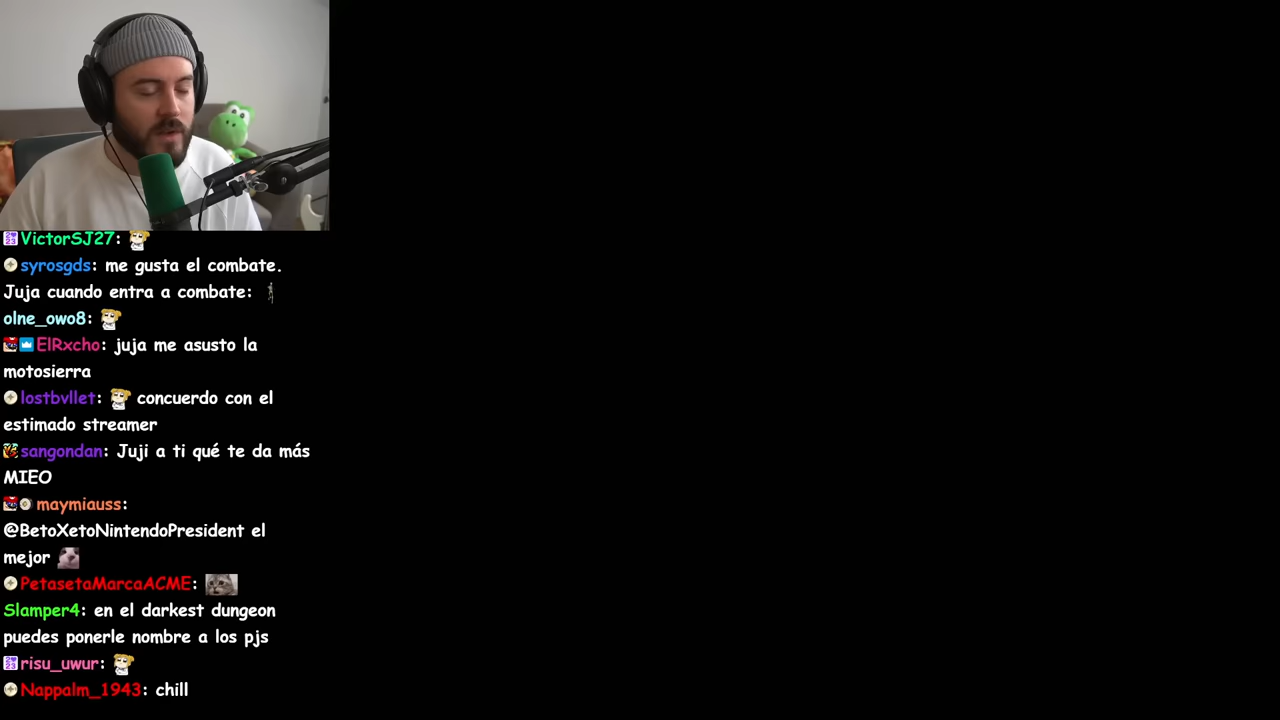 VictorSJ27:
syrosgds: me gusta el combate.
Juja cuando entra a combate:
olne_owo8:
ElRxcho: juja me asusto la
motosierra
lostbvllet: concuerdo con el
estimado streamer
sangondan: Juji a ti qué te da más
MIEO
maymiauss:
@BetoXetoNintendoPresident el
mejor
PetasetaMarcaACME:
Slamper4: en el darkest dungeon
puedes ponerle nombre a los pjs
risu_uwur:
Nappalm_1943: chill